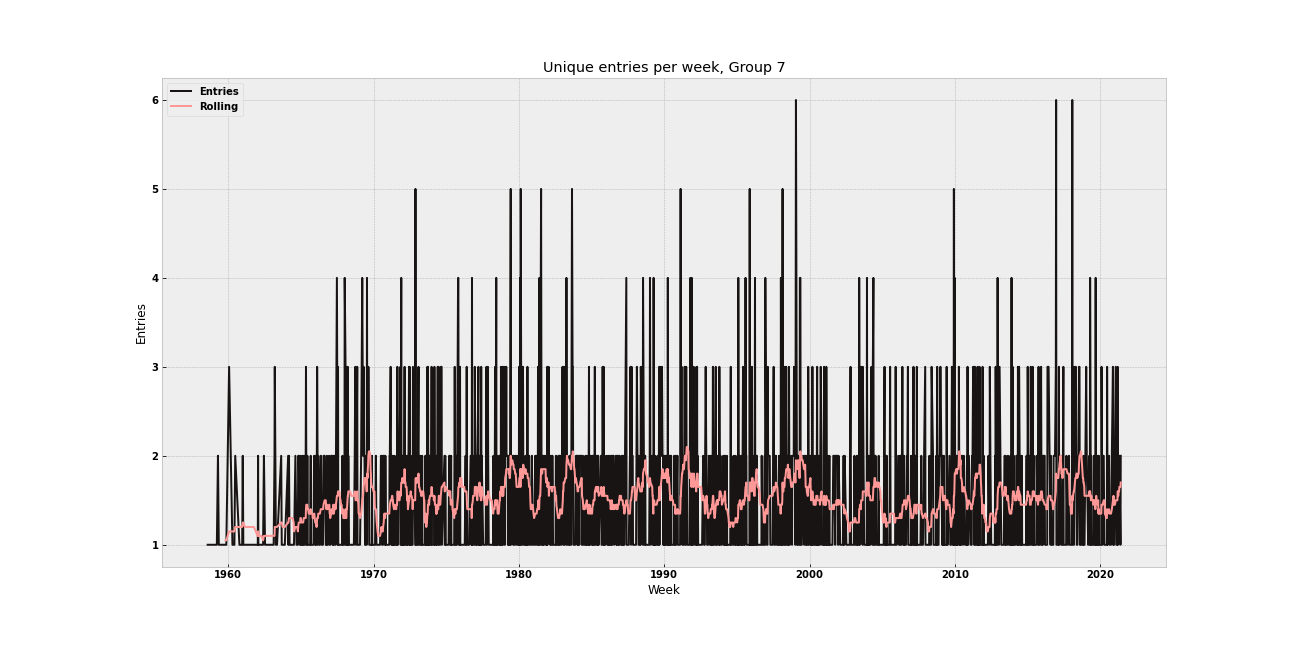 Unique entries per week, Group 7
Entries
Rolling
6
5
4
3
2
1
Entries
1960 1970 1980 1990 2000 2010 2020
Week